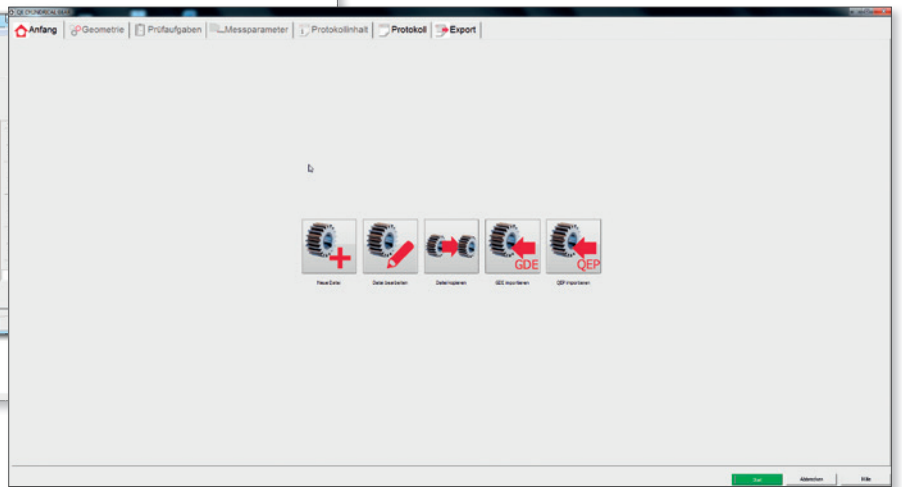 Anfang Geometrie Prüfaufgaben Messparameter Protokollinhalt Protokoll Export
GDE QEP
Neue Datei Datei bearbeiten Datei kopieren GDE importieren QEP importieren
Abbrechen Hilfe